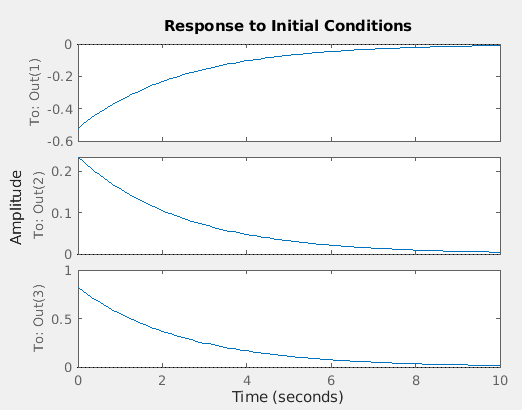 Response to Initial Conditions
Amplitude
To: Out(1)
0
-0.2
-0.4
-0.6
To: Out(2)
0.2
0.1
0
To: Out(3)
1
0.5
0
0 2 4 6 8 10
Time (seconds)